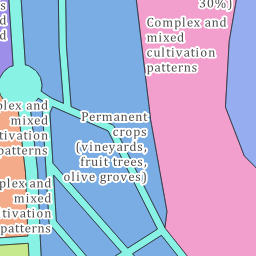 30%)
Complex and
mixed
cultivation
patterns
Permanent
crops
(vineyards,
fruit trees,
olive groves)
plex and
mixed
tivation
patterns
plex and
mixed
tivation
patterns